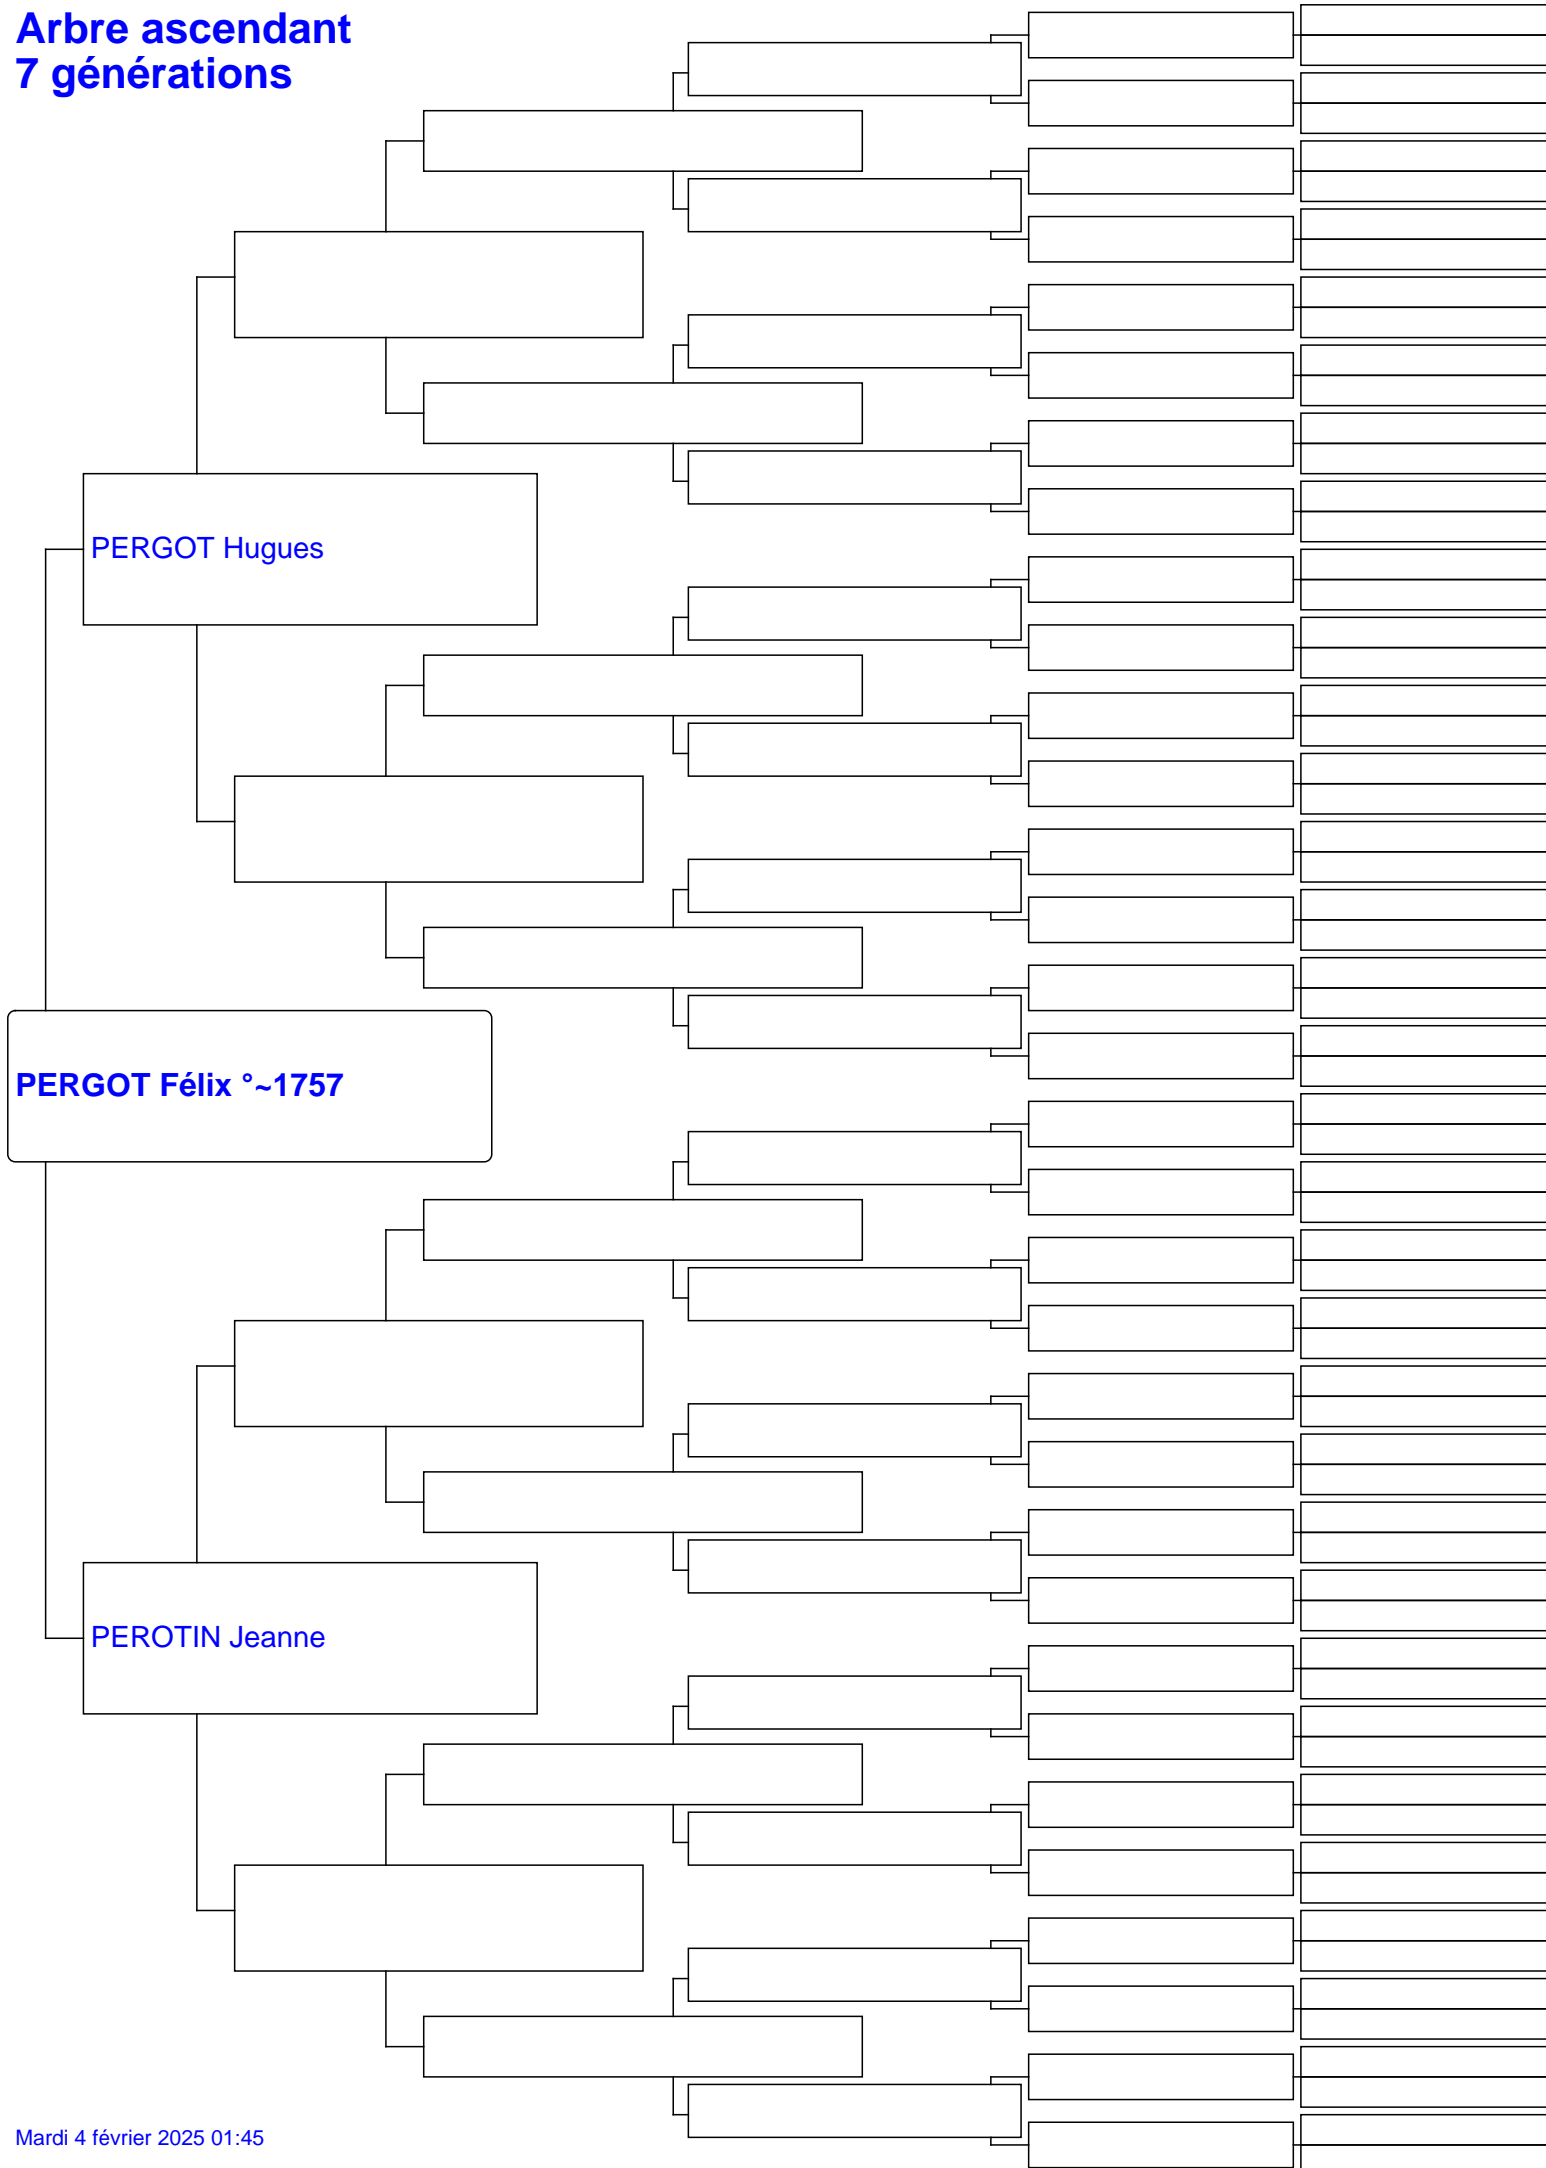 Arbre ascendant
7 générations
PERGOT Hugues
PERGOT Félix °~1757
PEROTIN Jeanne
Mardi 4 février 2025 01:45